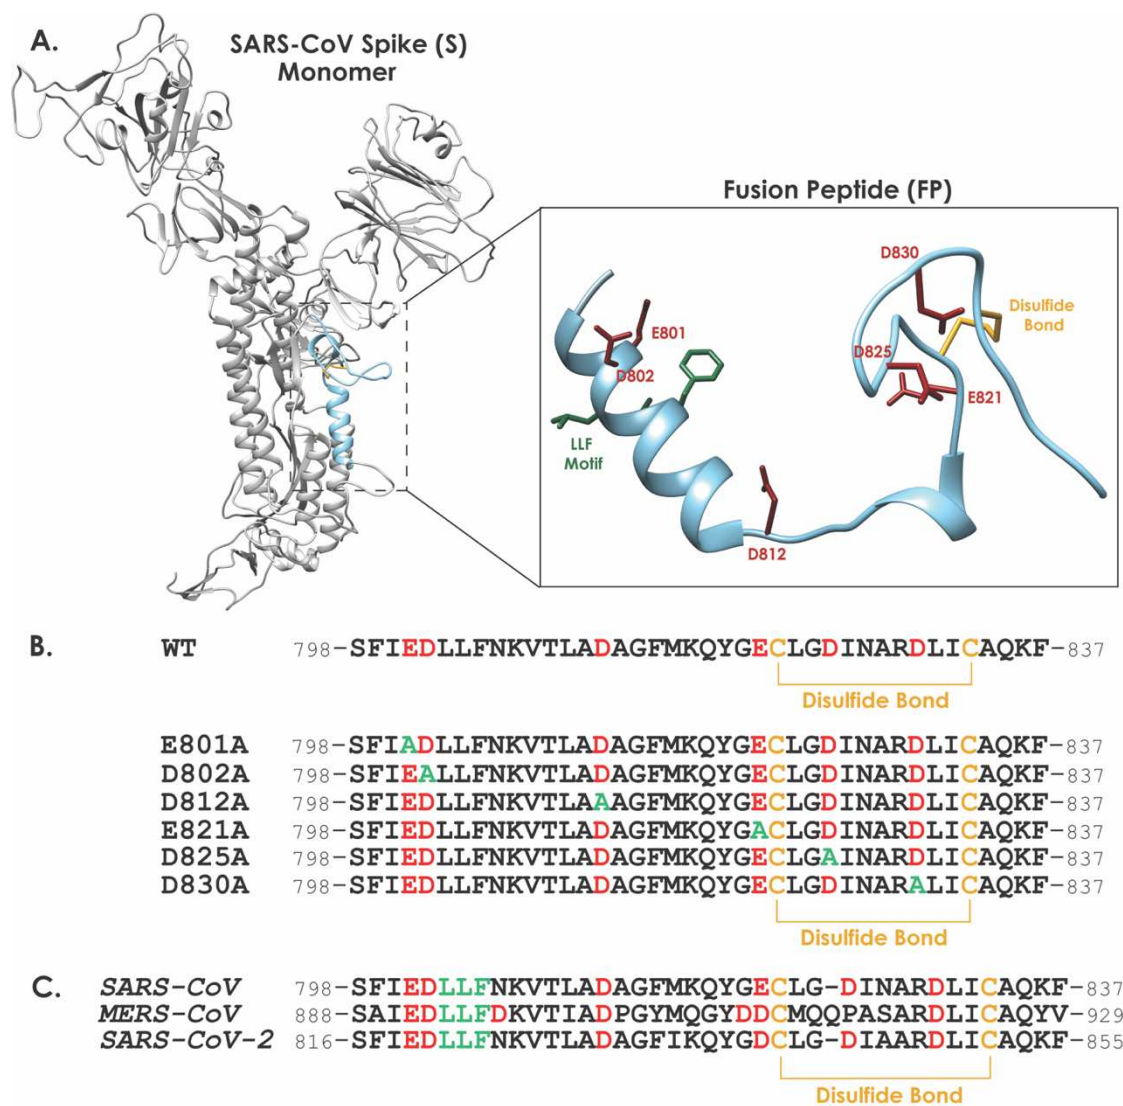 A.
SARS-CoV Spike (S)
Monomer
Fusion Peptide (FP)
D830
Disulfide
Bond
E801
D802
D825
E821
LLF
Motif
D812
B.
WT 798-SFIEDLLFNKVTLADAGFMKQYGECLGDINARDLICAQKF-837
Disulfide Bond
E801A 798-SFIADLLFNKVTLADAGFMKQYGECLGDINARDLICAQKF-837
D802A 798-SFIEALLFNKVTLADAGFMKQYGECLGDINARDLICAQKF-837
D812A 798-SFIEDLLFNKVTLAAAGFMKQYGECLGDINARDLICAQKF-837
E821A 798-SFIEDLLFNKVTLADAGFMKQYGACLGDINARDLICAQKF-837
D825A 798-SFIEDLLFNKVTLADAGFMKQYGECLGAINARDLICAQKF-837
D830A 798-SFIEDLLFNKVTLADAGFMKQYGECLGDINARALICAQKF-837
Disulfide Bond
C.
SARS-CoV 798-SFIEDLLFNKVTLADAGFMKQYGECLG-DINARDLICAQKF-837
MERS-CoV 888-SAIEDLLFDKVTIADPGYMQGYDDCMQQPASARDLICAQYV-929
SARS-CoV-2 816-SFIEDLLFNKVTLADAGFIKQYGDCLG-DIAARDLICAQKF-855
Disulfide Bond